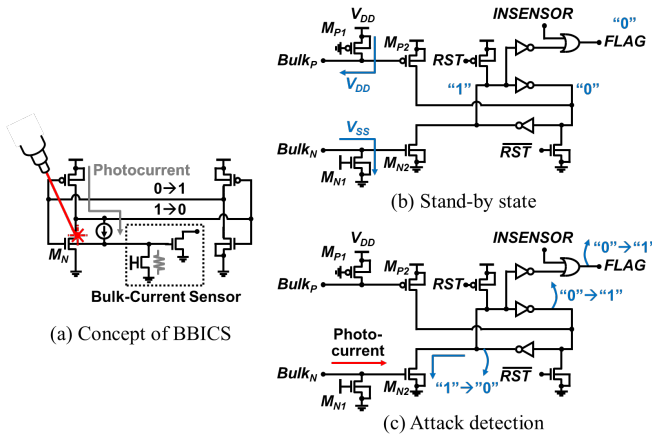 Photocurrent
0→1
1→0
M_N
Bulk-Current Sensor
(a) Concept of BBICS
V_DD
M_P1
M_P2
Bulk_P
V_DD
RST
INSENSOR
"0"
FLAG
"1"
"0"
V_SS
Bulk_N
M_N1
M_N2
R̅S̅T̅
(b) Stand-by state
V_DD
M_P1
M_P2
Bulk_P
RST
INSENSOR
"0"→"1"
FLAG
"0"→"1"
Photo-
current
Bulk_N
M_N1
M_N2
"1"→"0"
R̅S̅T̅
(c) Attack detection